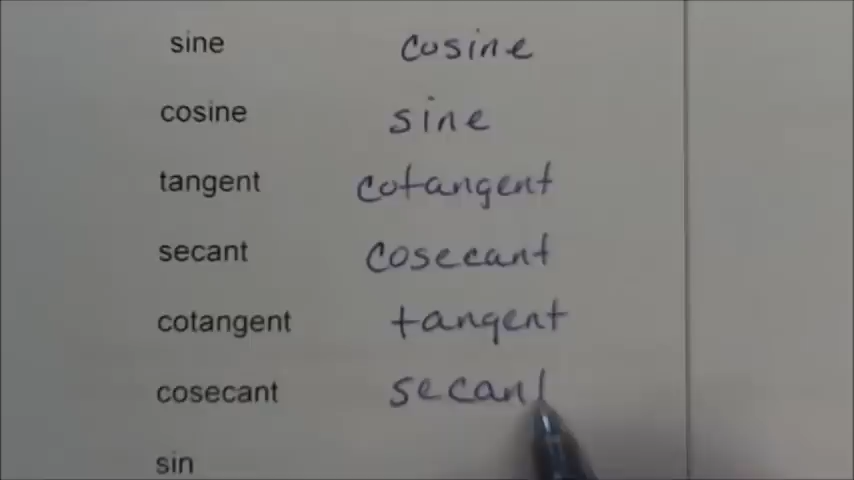 sine cosine
cosine sine
tangent cotangent
secant cosecant
cotangent tangent
cosecant secant
sin